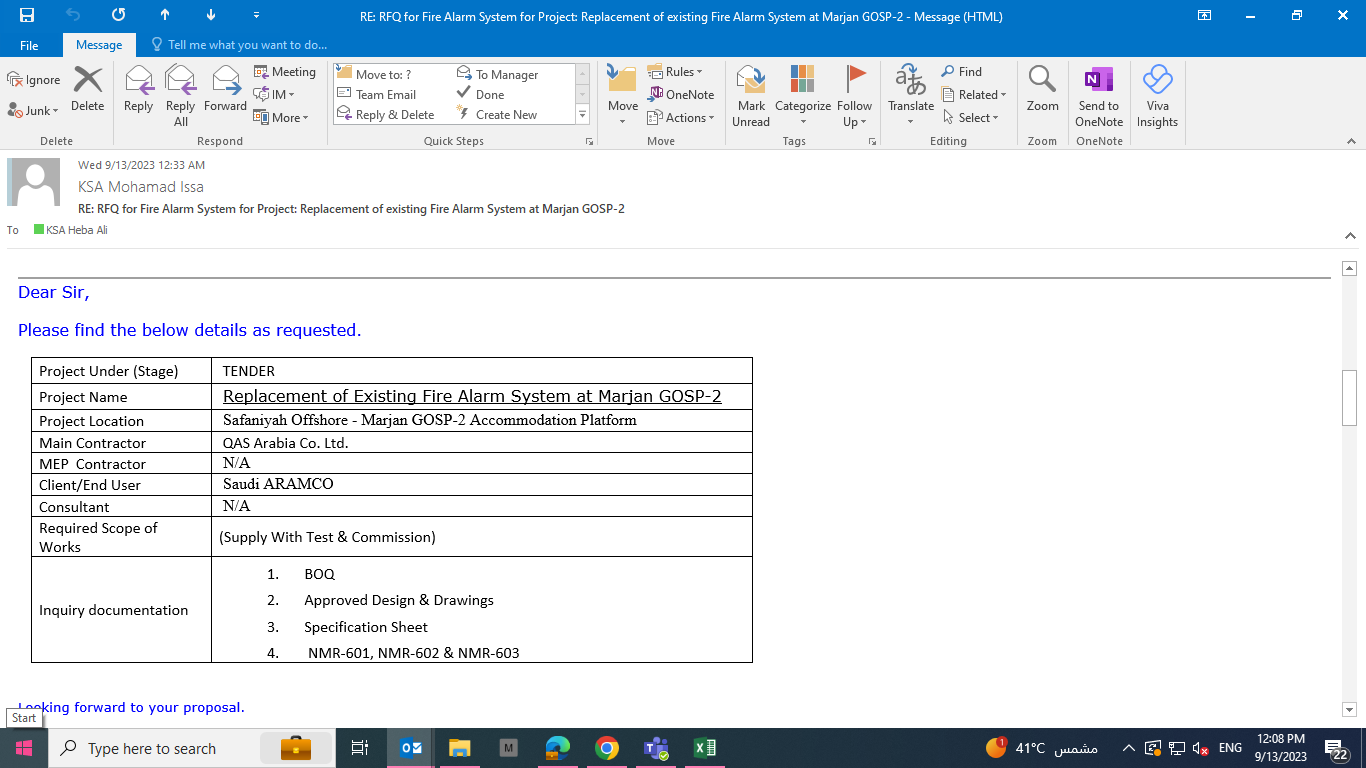 RE: RFQ for Fire Alarm System for Project: Replacement of existing Fire Alarm System at Marjan GOSP-2 - Message (HTML)
File
Message
Tell me what you want to do...
Ignore
Junk
Delete
Delete
Reply
Reply All
Forward
Meeting
IM
More
Respond
Move to: ?
Team Email
Reply & Delete
To Manager
Done
Create New
Quick Steps
Move
Rules
OneNote
Actions
Move
Mark Unread
Categorize
Follow Up
Tags
Translate
Find
Related
Select
Editing
Zoom
Zoom
Send to OneNote
OneNote
Viva Insights
Wed 9/13/2023 12:33 AM
KSA Mohamad Issa
RE: RFQ for Fire Alarm System for Project: Replacement of existing Fire Alarm System at Marjan GOSP-2
To KSA Heba Ali
Dear Sir,
Please find the below details as requested.
Project Under (Stage) TENDER
Project Name Replacement of Existing Fire Alarm System at Marjan GOSP-2
Project Location Safaniyah Offshore - Marjan GOSP-2 Accommodation Platform
Main Contractor QAS Arabia Co. Ltd.
MEP Contractor N/A
Client/End User Saudi ARAMCO
Consultant N/A
Required Scope of
Works
(Supply With Test & Commission)
Inquiry documentation
1. BOQ
2. Approved Design & Drawings
3. Specification Sheet
4. NMR-601, NMR-602 & NMR-603
Looking forward to your proposal.
Start
Type here to search
M
1
41°C مشمس
ENG
12:08 PM
9/13/2023
22